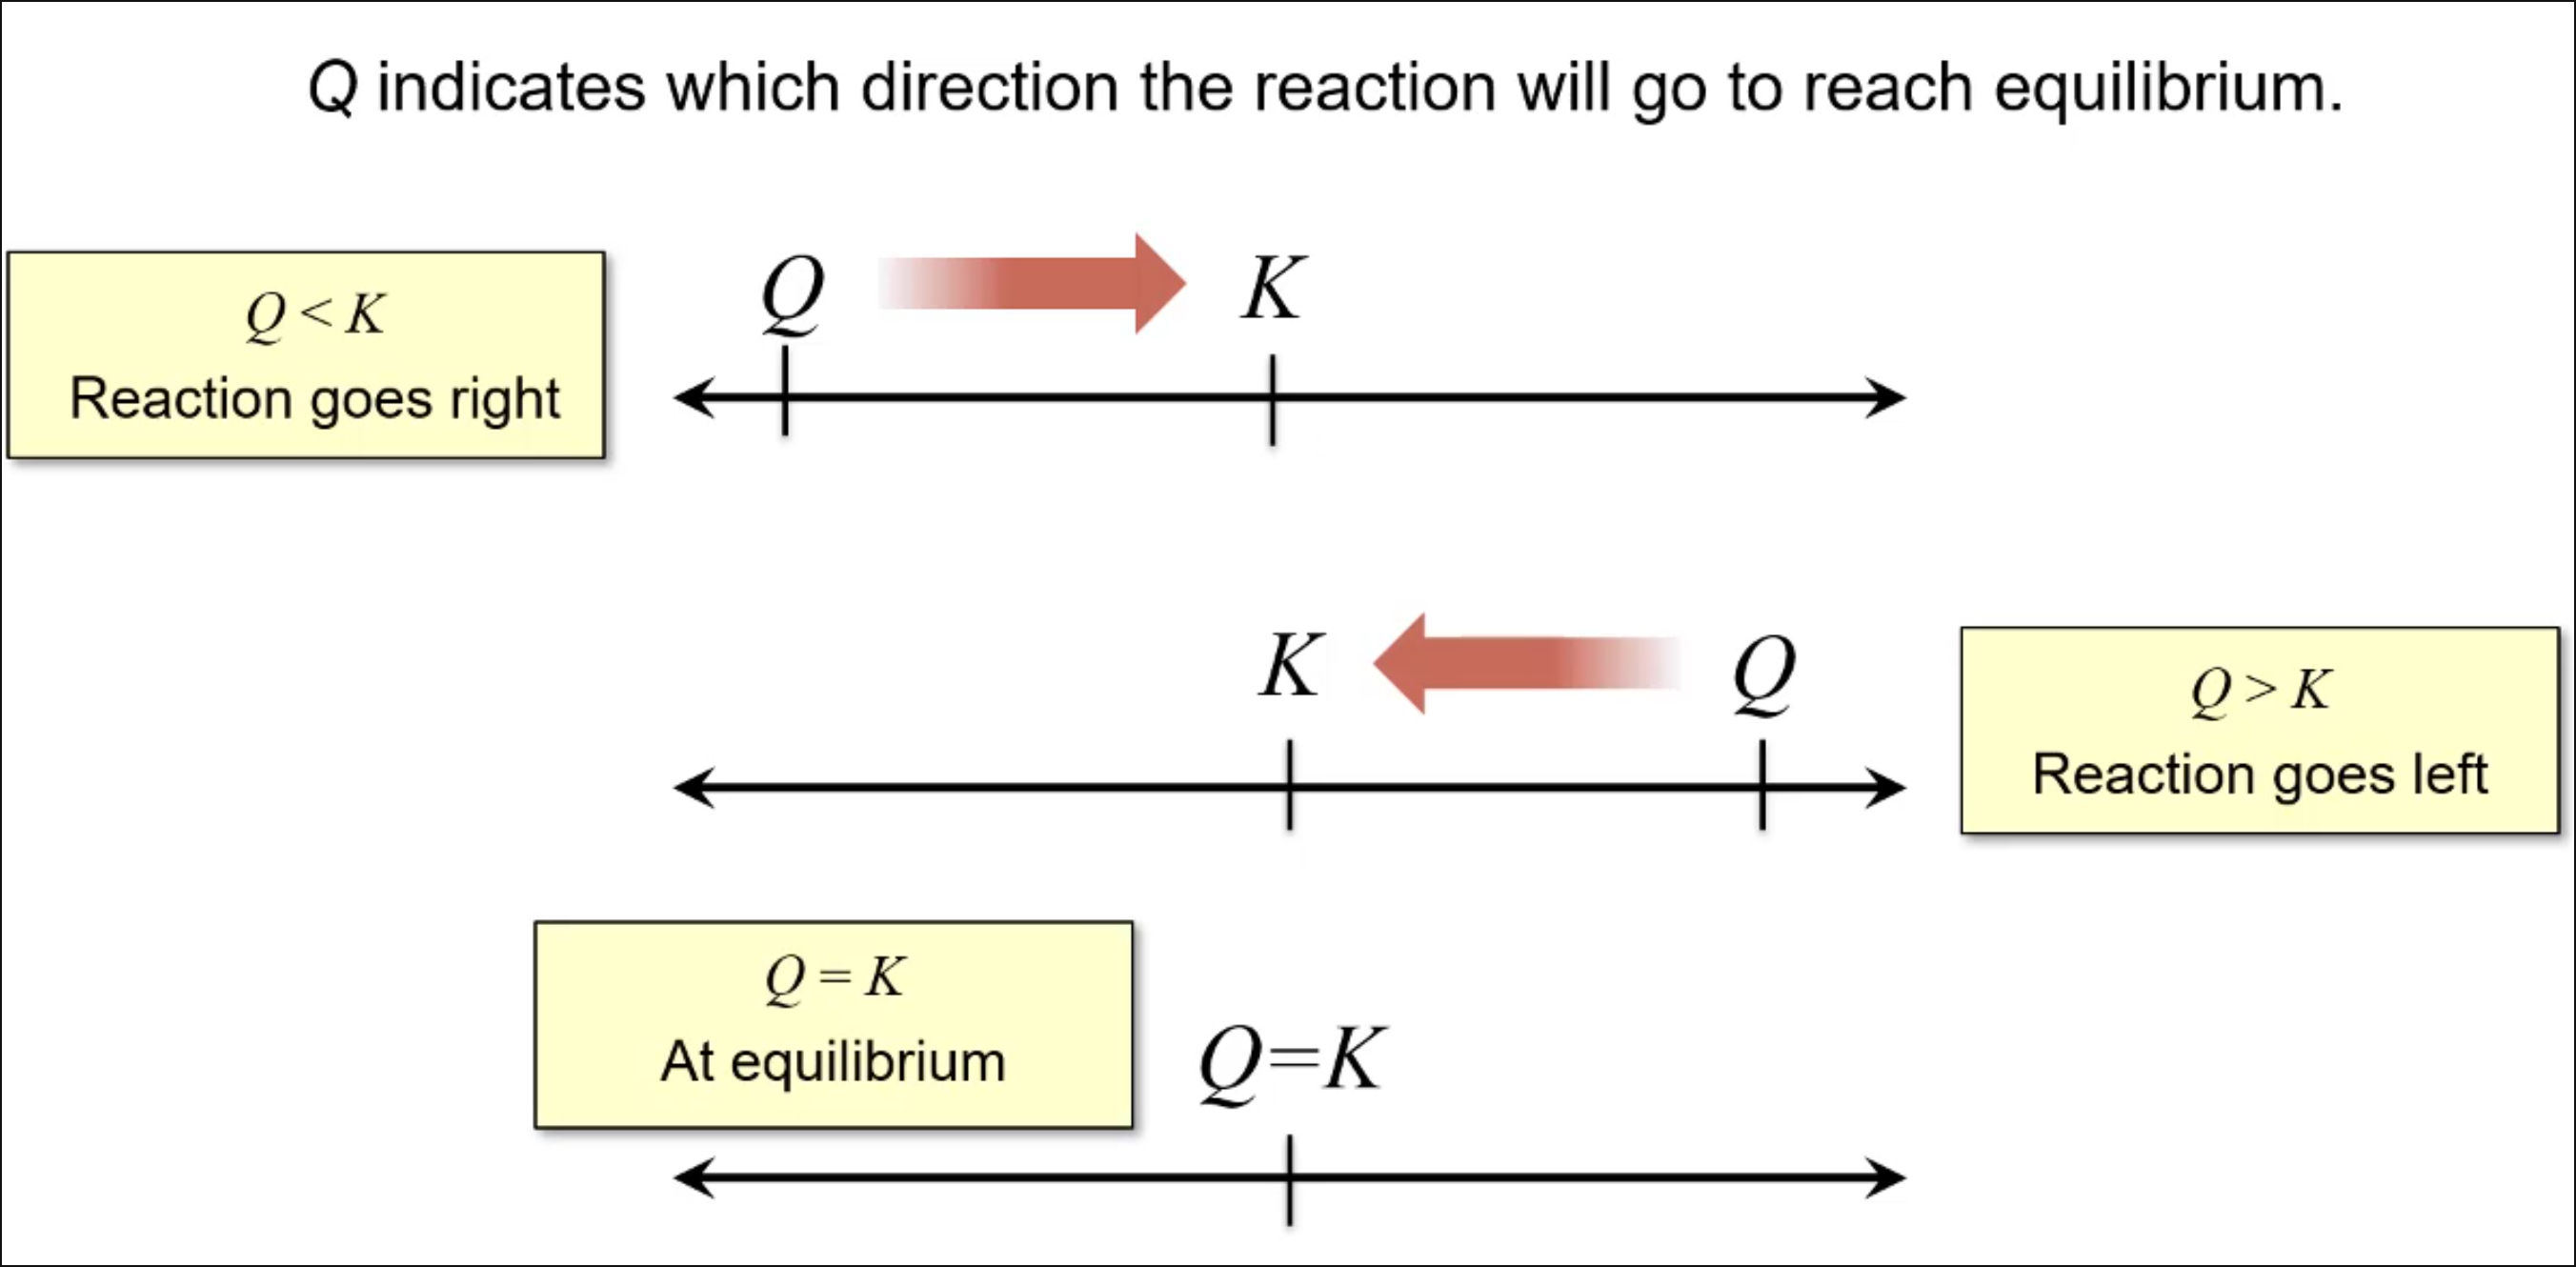 Q indicates which direction the reaction will go to reach equilibrium.
Q < K
Reaction goes right
Q K
K Q
Q > K
Reaction goes left
Q = K
At equilibrium
Q=K